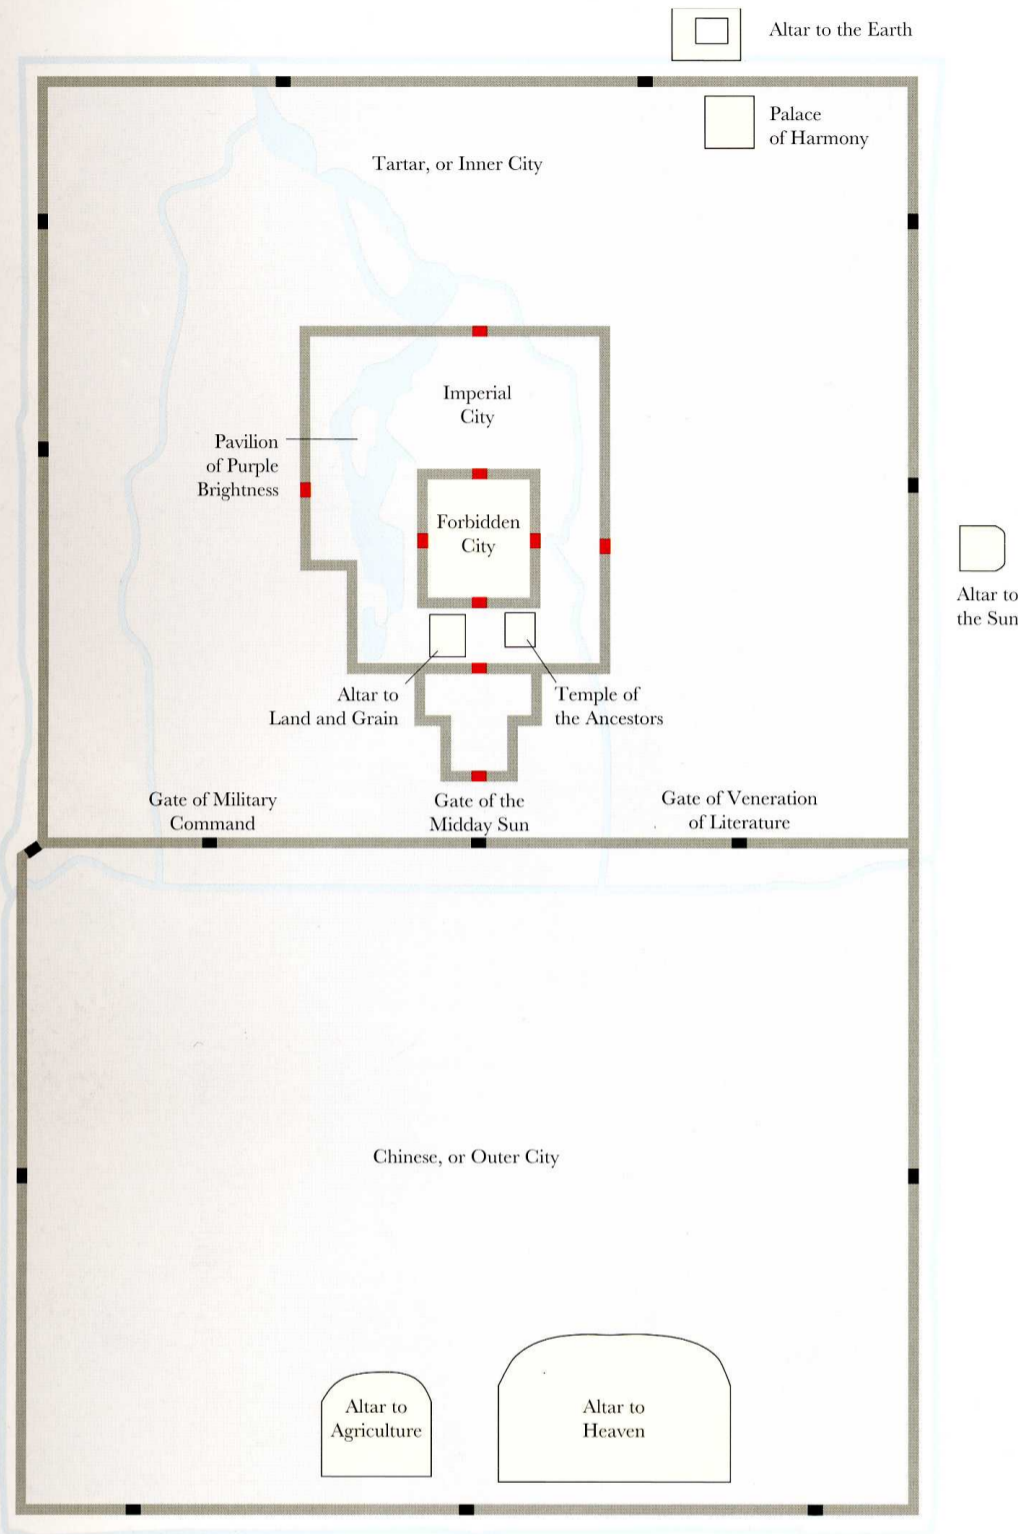 Altar to the Earth
Palace
of Harmony
Tartar, or Inner City
Imperial
City
Pavilion
of Purple
Brightness
Forbidden
City
Altar to
the Sun
Altar to
Land and Grain
Temple of
the Ancestors
Gate of Military
Command
Gate of the
Midday Sun
Gate of Veneration
of Literature
Chinese, or Outer City
Altar to
Agriculture
Altar to
Heaven